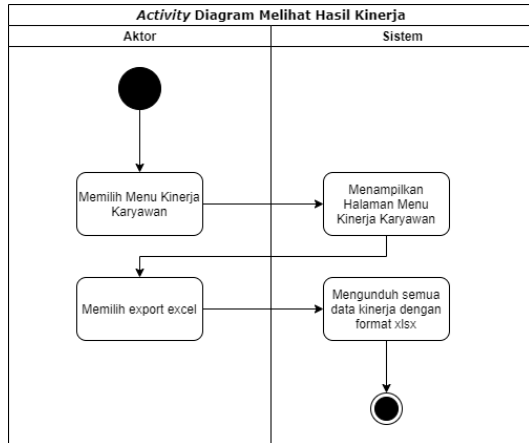 Activity Diagram Melihat Hasil Kinerja
Aktor
Sistem
Memilih Menu Kinerja
Karyawan
Menampilkan
Halaman Menu
Kinerja Karyawan
Memilih export excel
Mengunduh semua
data kinerja dengan
format xlsx